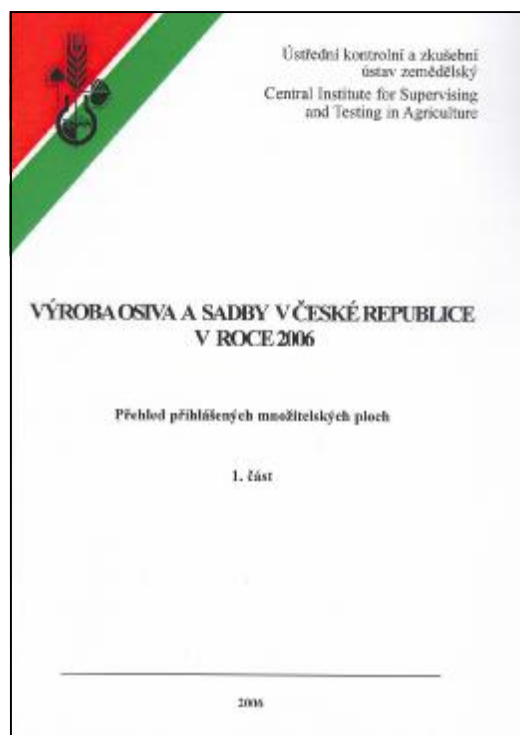 Ústřední kontrolní a zkušební
ústav zemědělský
Central Institute for Supervising
and Testing in Agriculture
VÝROBA OSIVA A SADBY V ČESKÉ REPUBLICE
V ROCE 2006
Přehled přihlášených množitelských ploch
1. část
2006